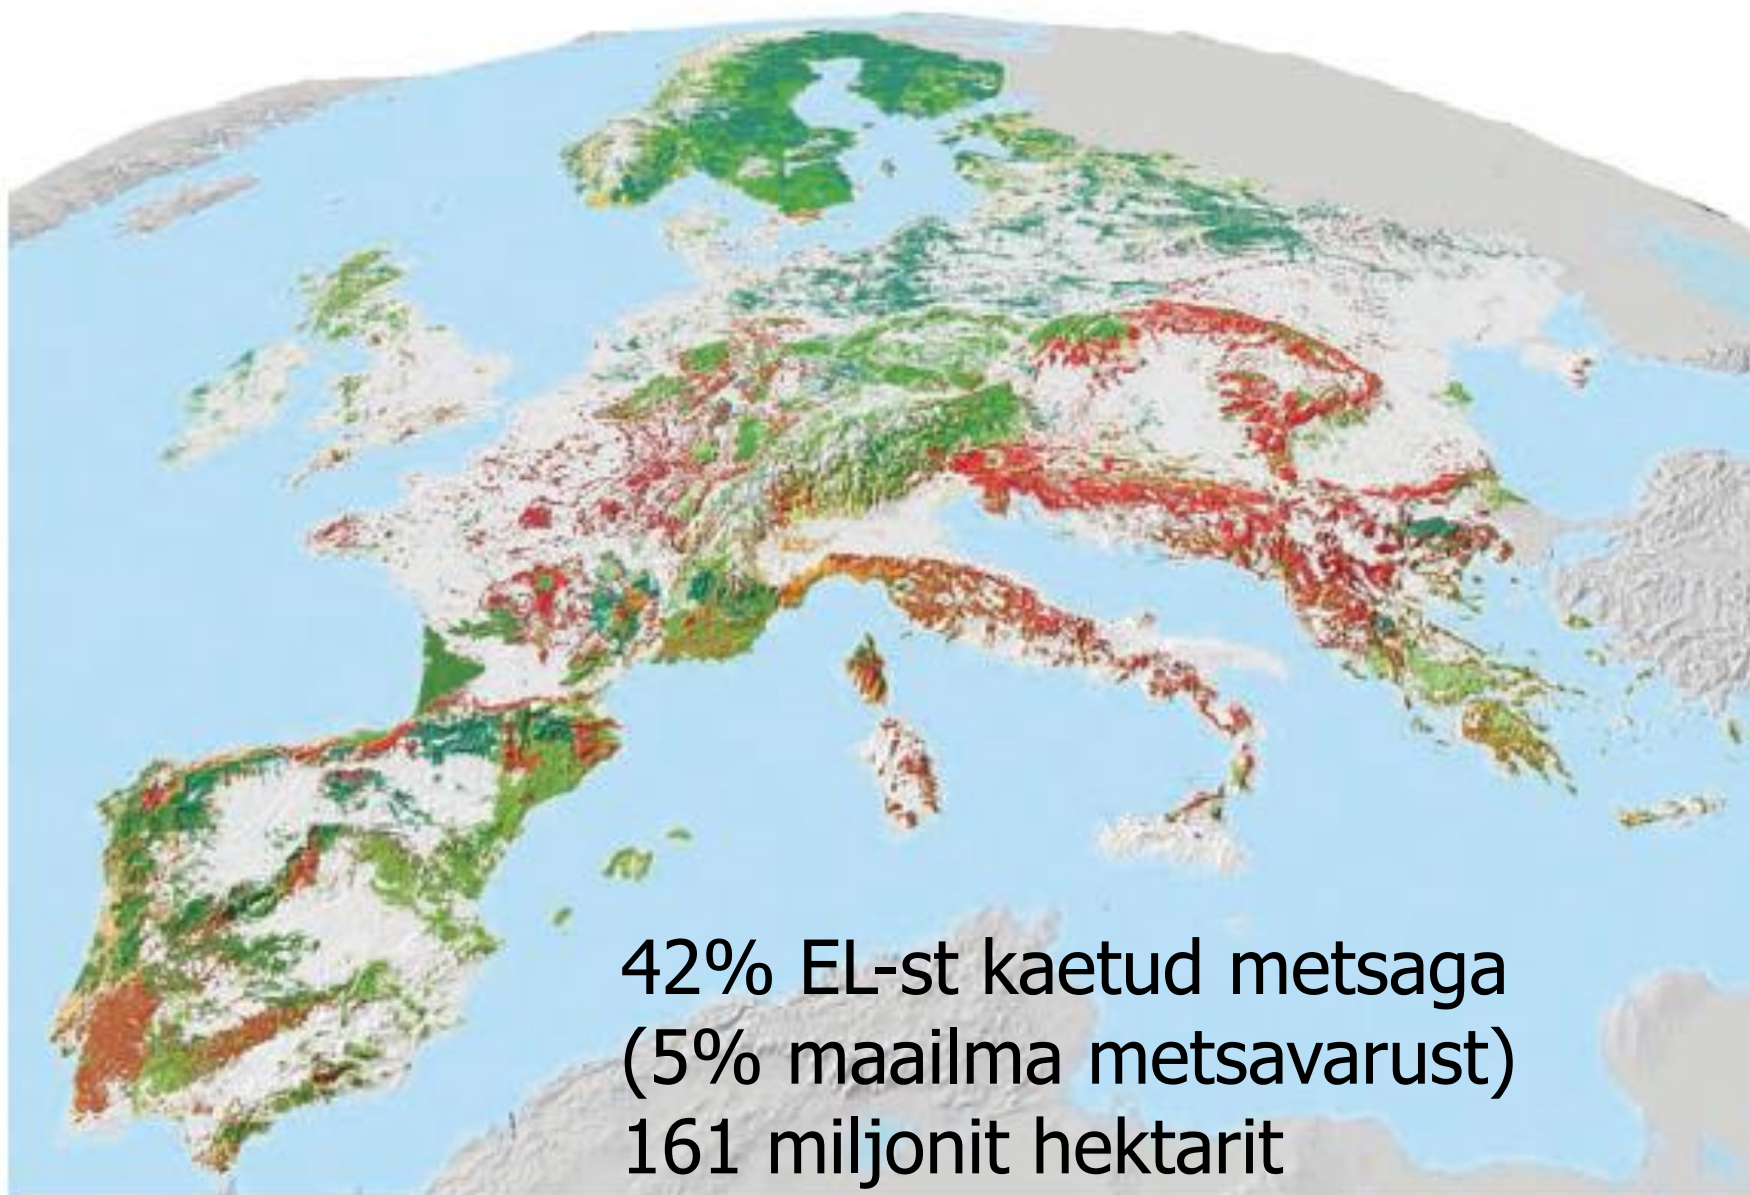 42% EL-st kaetud metsaga
(5% maailma metsavarust)
161 miljonit hektarit